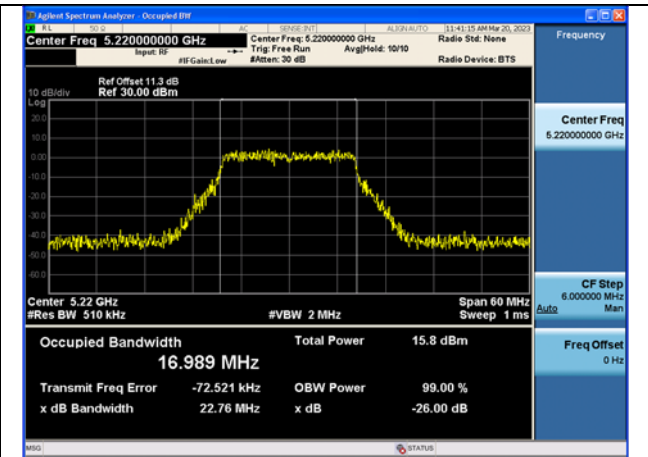 Agilent Spectrum Analyzer - Occupied BW
RL 50 Ω AC SENSE:INT ALIGN AUTO 11:41:15 AM Mar 20, 2023
Center Freq 5.220000000 GHz
Center Freq: 5.220000000 GHz
Radio Std: None
Input: RF
Trig: Free Run
Avg|Hold: 10/10
#IFGain:Low
#Atten: 30 dB
Radio Device: BTS
Frequency
Ref Offset 11.3 dB
10 dB/div Ref 30.00 dBm
Log
20.0
10.0
0.00
-10.0
-20.0
-30.0
-40.0
-50.0
-60.0
Center Freq
5.220000000 GHz
Center 5.22 GHz
Span 60 MHz
#Res BW 510 kHz
#VBW 2 MHz
Sweep 1 ms
CF Step
6.000000 MHz
Auto Man
Occupied Bandwidth
Total Power 15.8 dBm
16.989 MHz
Transmit Freq Error -72.521 kHz
OBW Power 99.00 %
x dB Bandwidth 22.76 MHz
x dB -26.00 dB
Freq Offset
0 Hz
MSG
STATUS